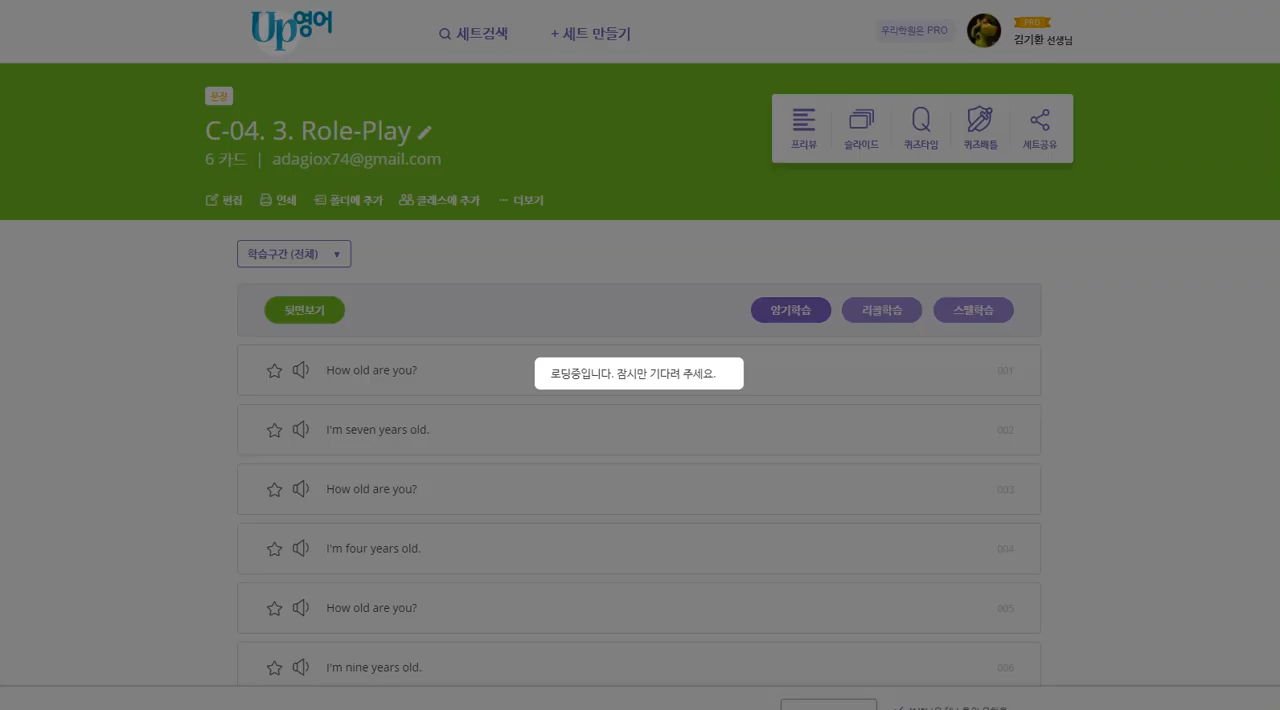 Up영어
세트검색
+ 세트 만들기
우리학원은 PRO
PRO
김기환 선생님
문장
C-04. 3. Role-Play
6 카드 | adagiox74@gmail.com
프리뷰
슬라이드
퀴즈타임
퀴즈배틀
세트공유
편집
인쇄
폴더에 추가
클래스에 추가
··· 더보기
학습구간 (전체) ▼
뒷면보기
암기학습
리콜학습
스펠학습
How old are you? 001
로딩중입니다. 잠시만 기다려 주세요.
I'm seven years old. 002
How old are you? 003
I'm four years old. 004
How old are you? 005
I'm nine years old. 006